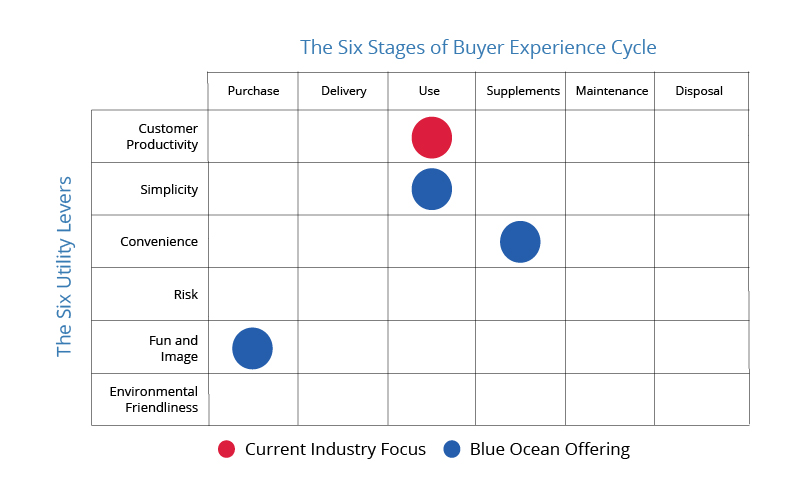 The Six Stages of Buyer Experience Cycle
Purchase Delivery Use Supplements Maintenance Disposal
The Six Utility Levers
Customer
Productivity
Simplicity
Convenience
Risk
Fun and
Image
Environmental
Friendliness
Current Industry Focus Blue Ocean Offering